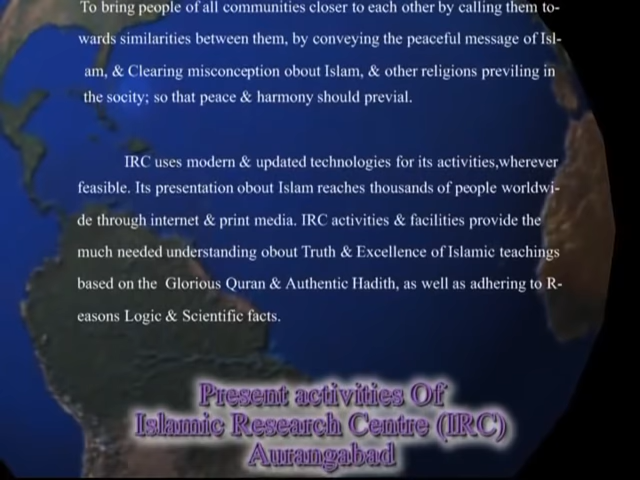 To bring people of all communities closer to each other by calling them to-
wards similarities between them, by conveying the peaceful message of Isl-
am, & Clearing misconception obout Islam, & other religions previling in
the socity; so that peace & harmony should previal.
IRC uses modern & updated technologies for its activities,wherever
feasible. Its presentation obout Islam reaches thousands of people worldwi-
de through internet & print media. IRC activities & facilities provide the
much needed understanding obout Truth & Excellence of Islamic teachings
based on the Glorious Quran & Authentic Hadith, as well as adhering to R-
easons Logic & Scientific facts.
Present activities Of
Islamic Research Centre (IRC)
Aurangabad